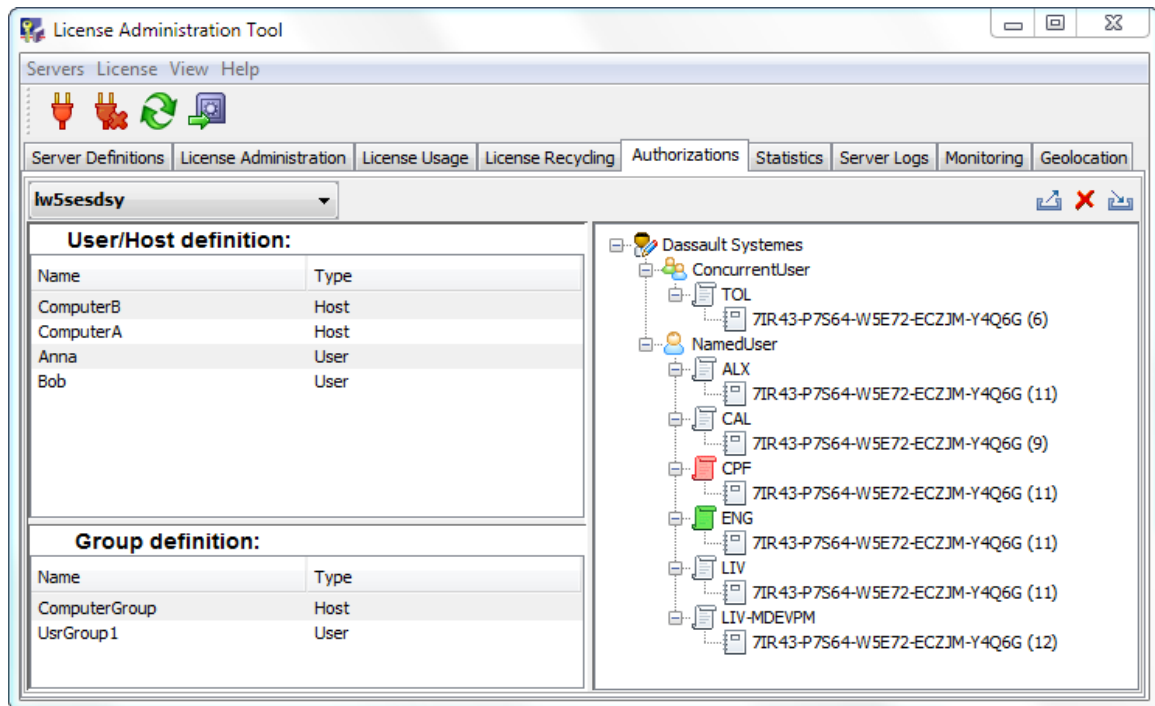 License Administration Tool
Servers License View Help
Server Definitions License Administration License Usage License Recycling Authorizations Statistics Server Logs Monitoring Geolocation
lw5sesdsy
User/Host definition:
Name Type
ComputerB Host
ComputerA Host
Anna User
Bob User
Group definition:
Name Type
ComputerGroup Host
UsrGroup1 User
Dassault Systemes
ConcurrentUser
TOL
7IR43-P7S64-W5E72-ECZJM-Y4Q6G (6)
NamedUser
ALX
7IR43-P7S64-W5E72-ECZJM-Y4Q6G (11)
CAL
7IR43-P7S64-W5E72-ECZJM-Y4Q6G (9)
CPF
7IR43-P7S64-W5E72-ECZJM-Y4Q6G (11)
ENG
7IR43-P7S64-W5E72-ECZJM-Y4Q6G (11)
LIV
7IR43-P7S64-W5E72-ECZJM-Y4Q6G (11)
LIV-MDEVPM
7IR43-P7S64-W5E72-ECZJM-Y4Q6G (12)